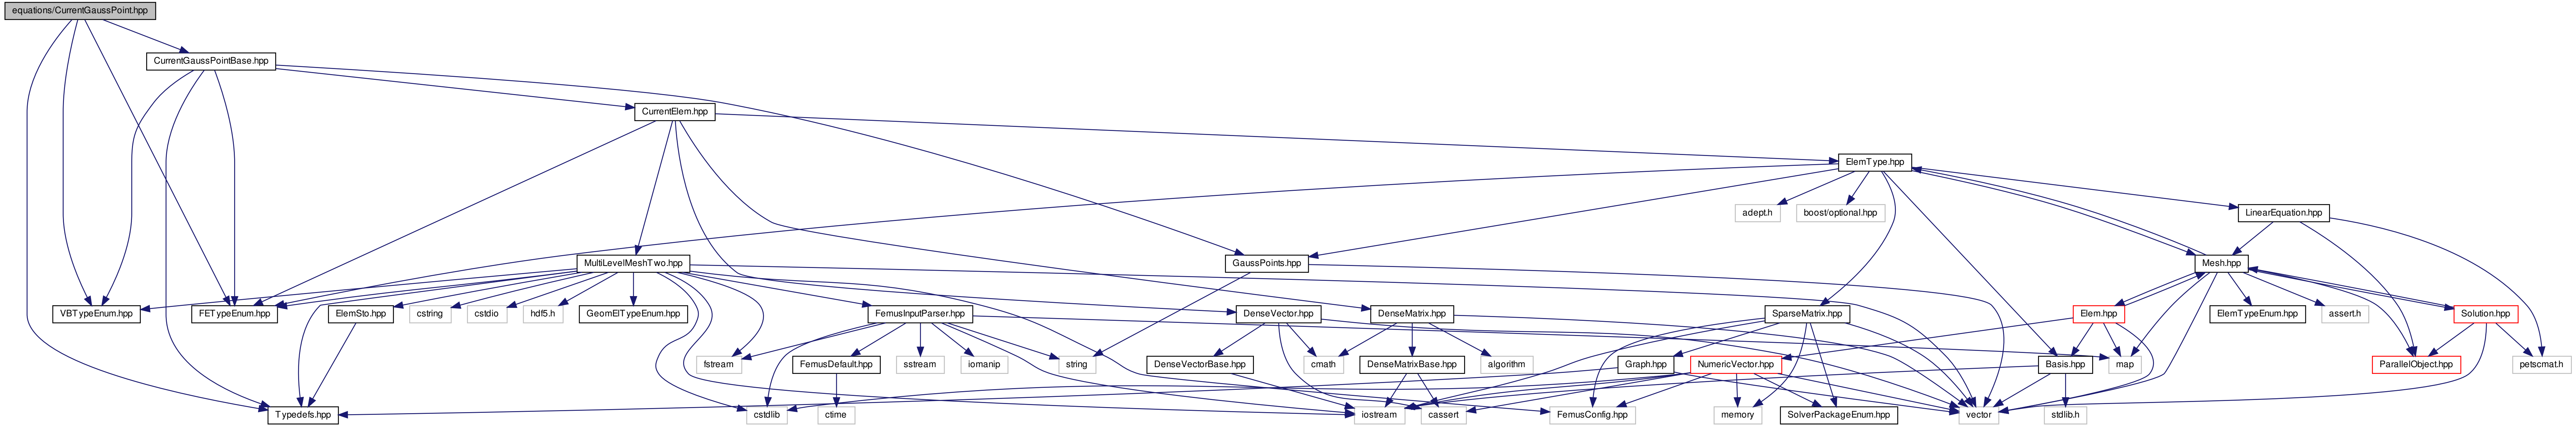 equations/CurrentGaussPoint.hpp
CurrentGaussPointBase.hpp
CurrentElem.hpp
ElemType.hpp
adept.h
boost/optional.hpp
LinearEquation.hpp
MultiLevelMeshTwo.hpp
GaussPoints.hpp
Mesh.hpp
VBTypeEnum.hpp
FETypeEnum.hpp
ElemSto.hpp
cstring
cstdio
hdf5.h
GeomElTypeEnum.hpp
FemusInputParser.hpp
DenseVector.hpp
DenseMatrix.hpp
SparseMatrix.hpp
Elem.hpp
ElemTypeEnum.hpp
assert.h
Solution.hpp
fstream
FemusDefault.hpp
sstream
iomanip
string
DenseVectorBase.hpp
cmath
DenseMatrixBase.hpp
algorithm
Graph.hpp
NumericVector.hpp
Basis.hpp
map
ParallelObject.hpp
petscmat.h
Typedefs.hpp
cstdlib
ctime
iostream
cassert
FemusConfig.hpp
memory
SolverPackageEnum.hpp
vector
stdlib.h